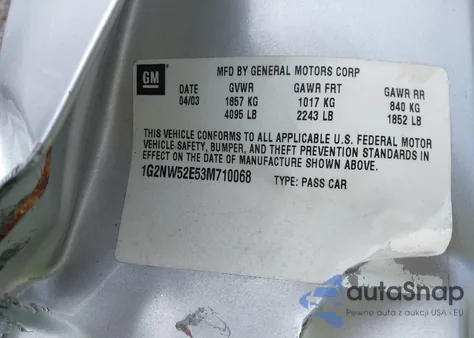 GM
MFD BY GENERAL MOTORS CORP
DATE GVWR GAWR FRT GAWR RR
04/03 1857 KG 1017 KG 840 KG
4095 LB 2243 LB 1852 LB
THIS VEHICLE CONFORMS TO ALL APPLICABLE U.S. FEDERAL MOTOR
VEHICLE SAFETY, BUMPER, AND THEFT PREVENTION STANDARDS IN
EFFECT ON THE DATE OF MANUFACTURE SHOWN ABOVE.
1G2NW52E53M710068 TYPE: PASS CAR
autoSnap
Pewne auta z aukcji USA - EU